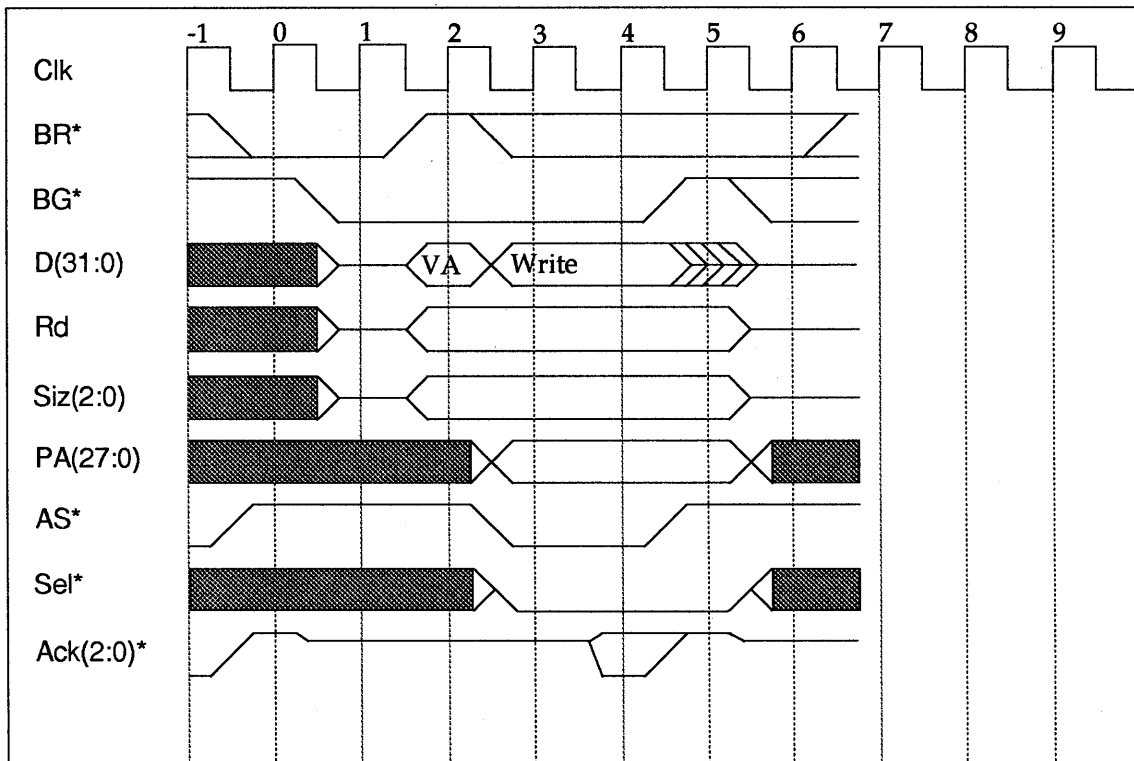 -1 0 1 2 3 4 5 6 7 8 9
Clk
BR*
BG*
D(31:0) VA Write
Rd
Siz(2:0)
PA(27:0)
AS*
Sel*
Ack(2:0)*